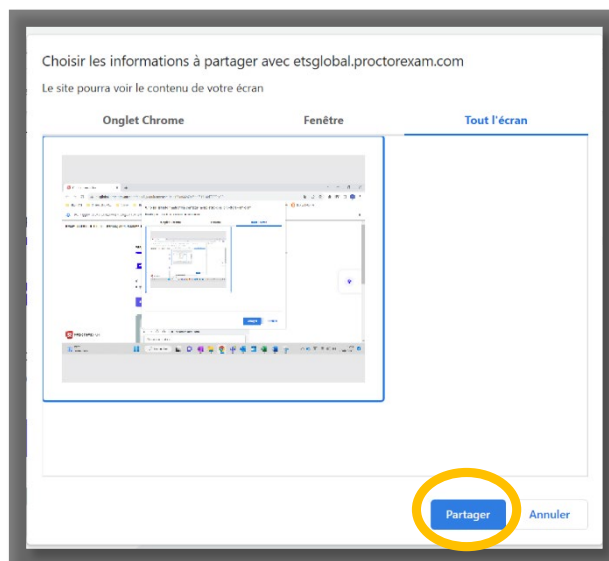 Choisir les informations à partager avec etsglobal.proctorexam.com
Le site pourra voir le contenu de votre écran
Onglet Chrome Fenêtre Tout l'écran
Partager Annuler